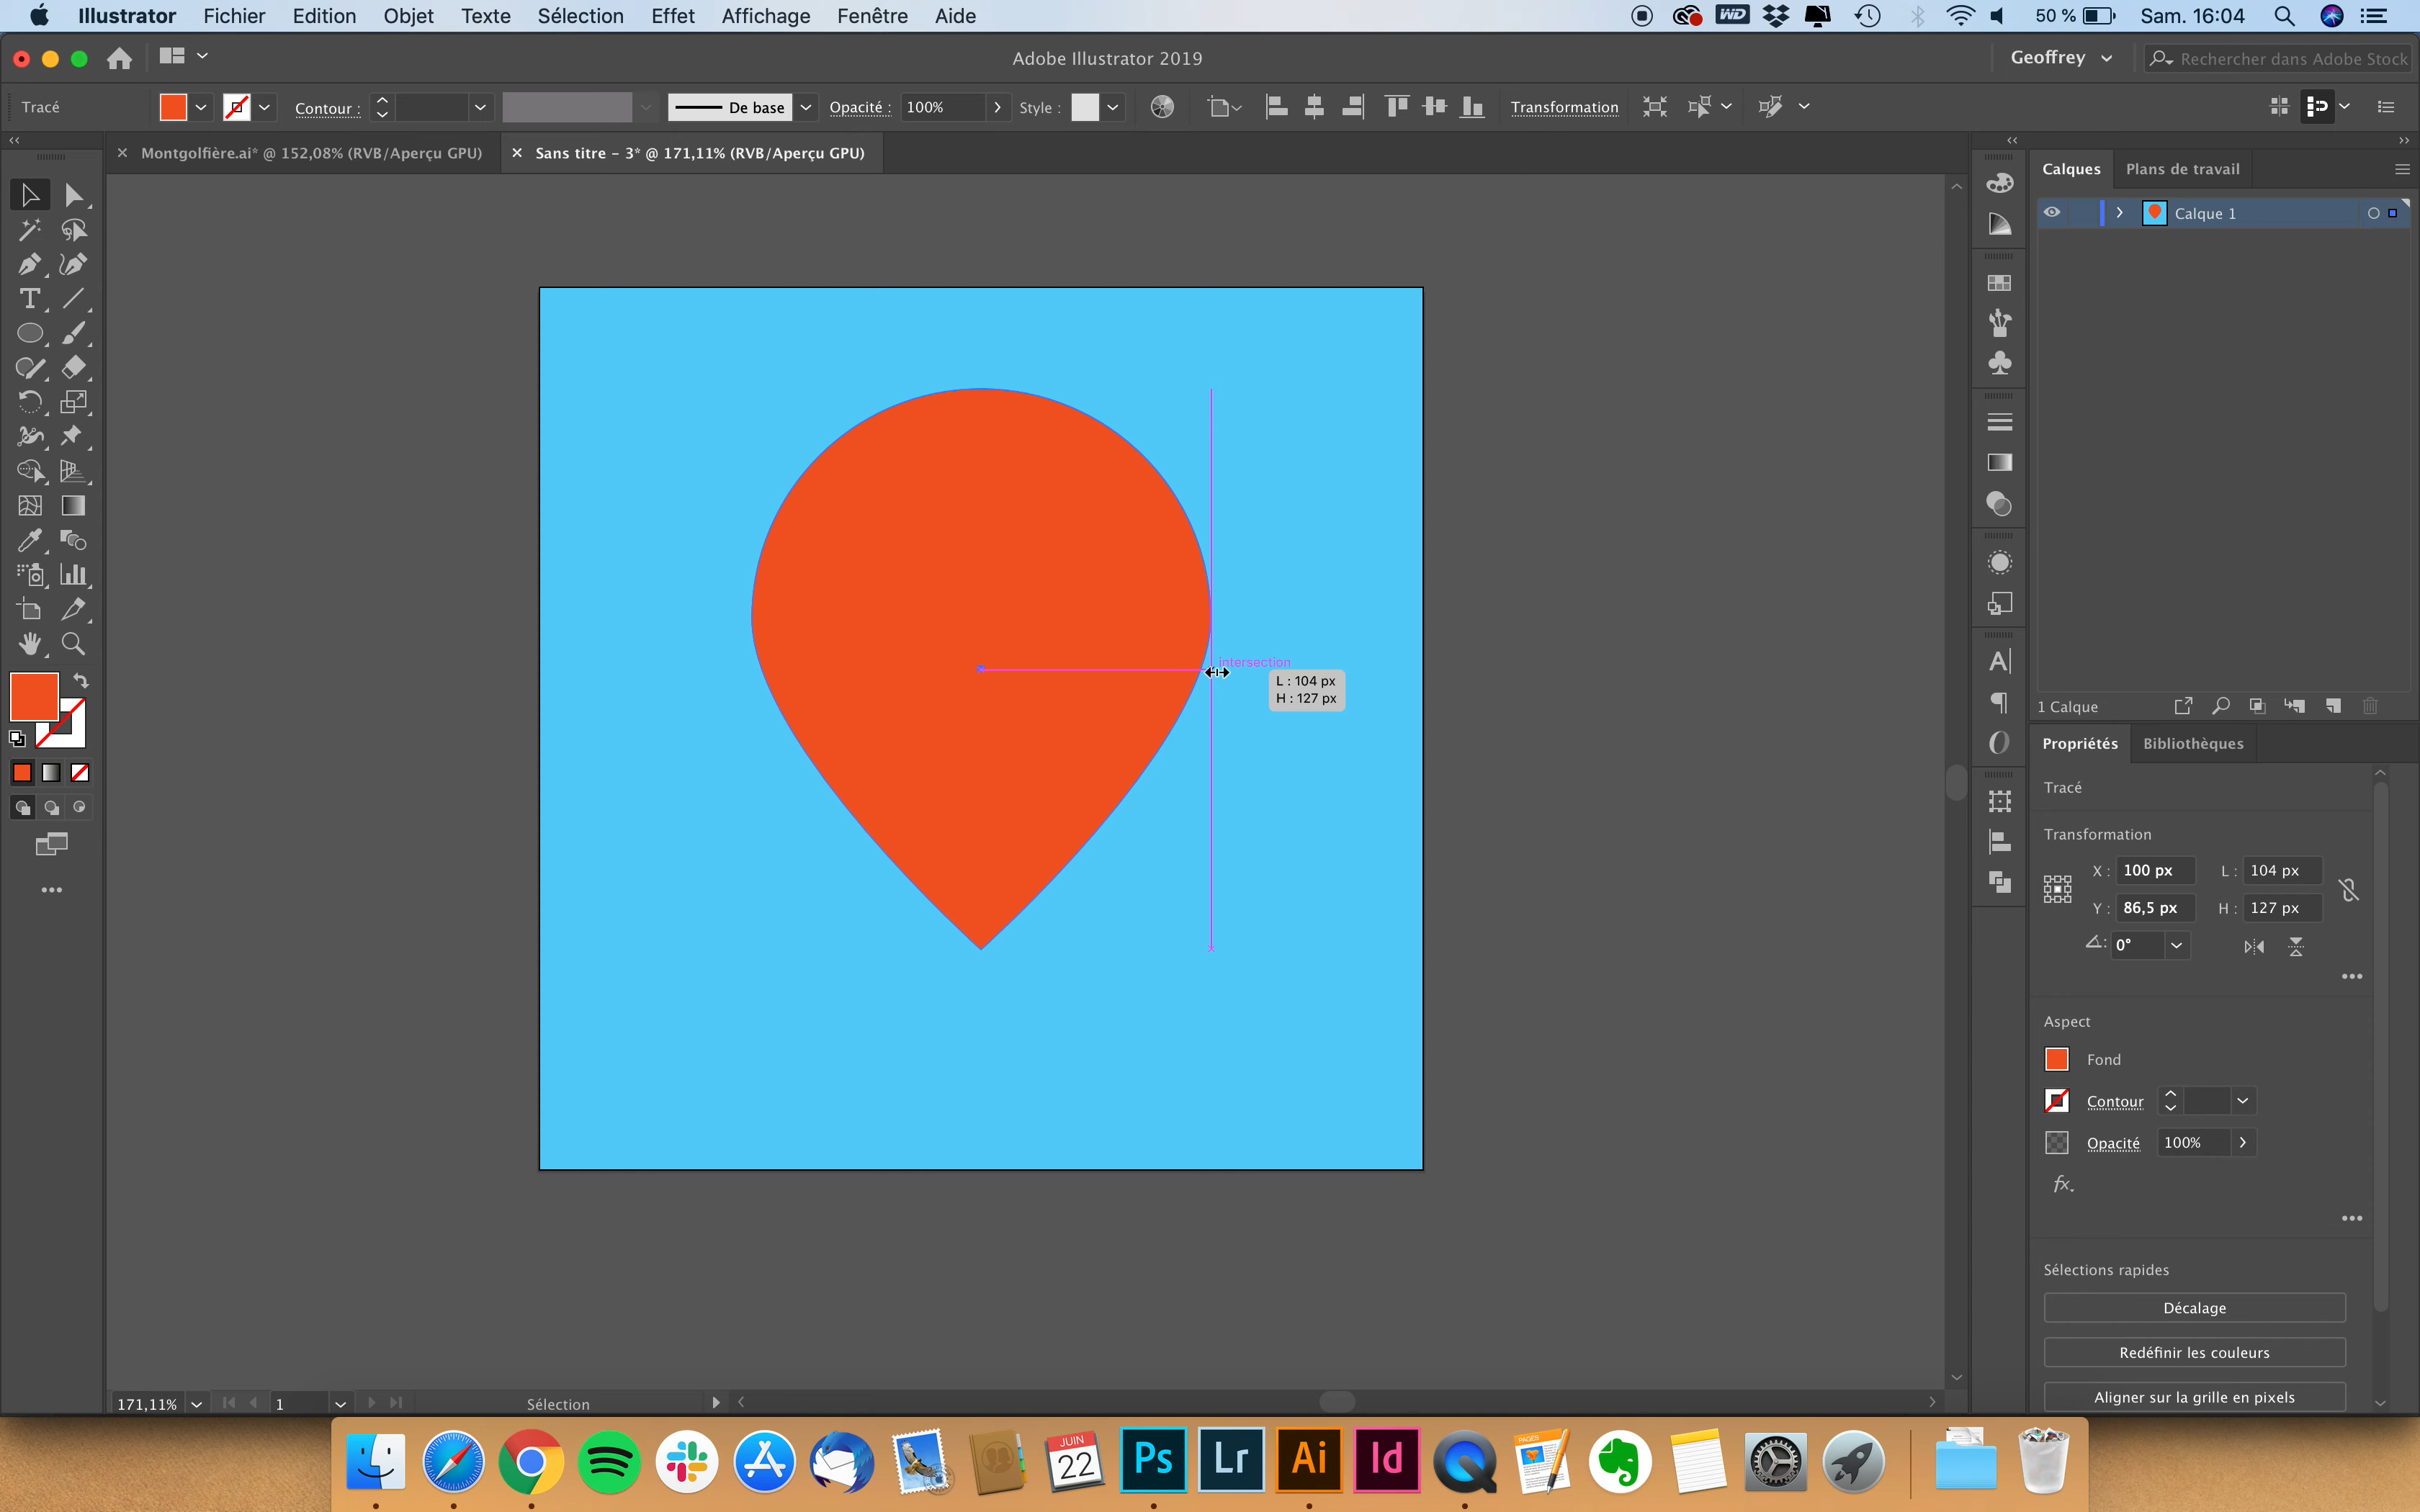 Illustrator Fichier Edition Objet Texte Sélection Effet Affichage Fenêtre Aide WD 50 % Sam. 16:04
Adobe Illustrator 2019 Geoffrey Rechercher dans Adobe Stock
Tracé Contour : De base Opacité : 100% Style : Transformation
Montgolfière.ai* @ 152,08% (RVB/Aperçu GPU) Sans titre - 3* @ 171,11% (RVB/Aperçu GPU)
Calques Plans de travail
Calque 1
intersection
L : 104 px
H : 127 px
1 Calque
Propriétés Bibliothèques
Tracé
Transformation
X : 100 px L : 104 px
Y : 86,5 px H : 127 px
0°
Aspect
Fond
Contour
Opacité 100%
fx.
Sélections rapides
Décalage
Redéfinir les couleurs
Aligner sur la grille en pixels
171,11% 1 Sélection
JUIN
22
Ps Lr Ai Id
PAGES